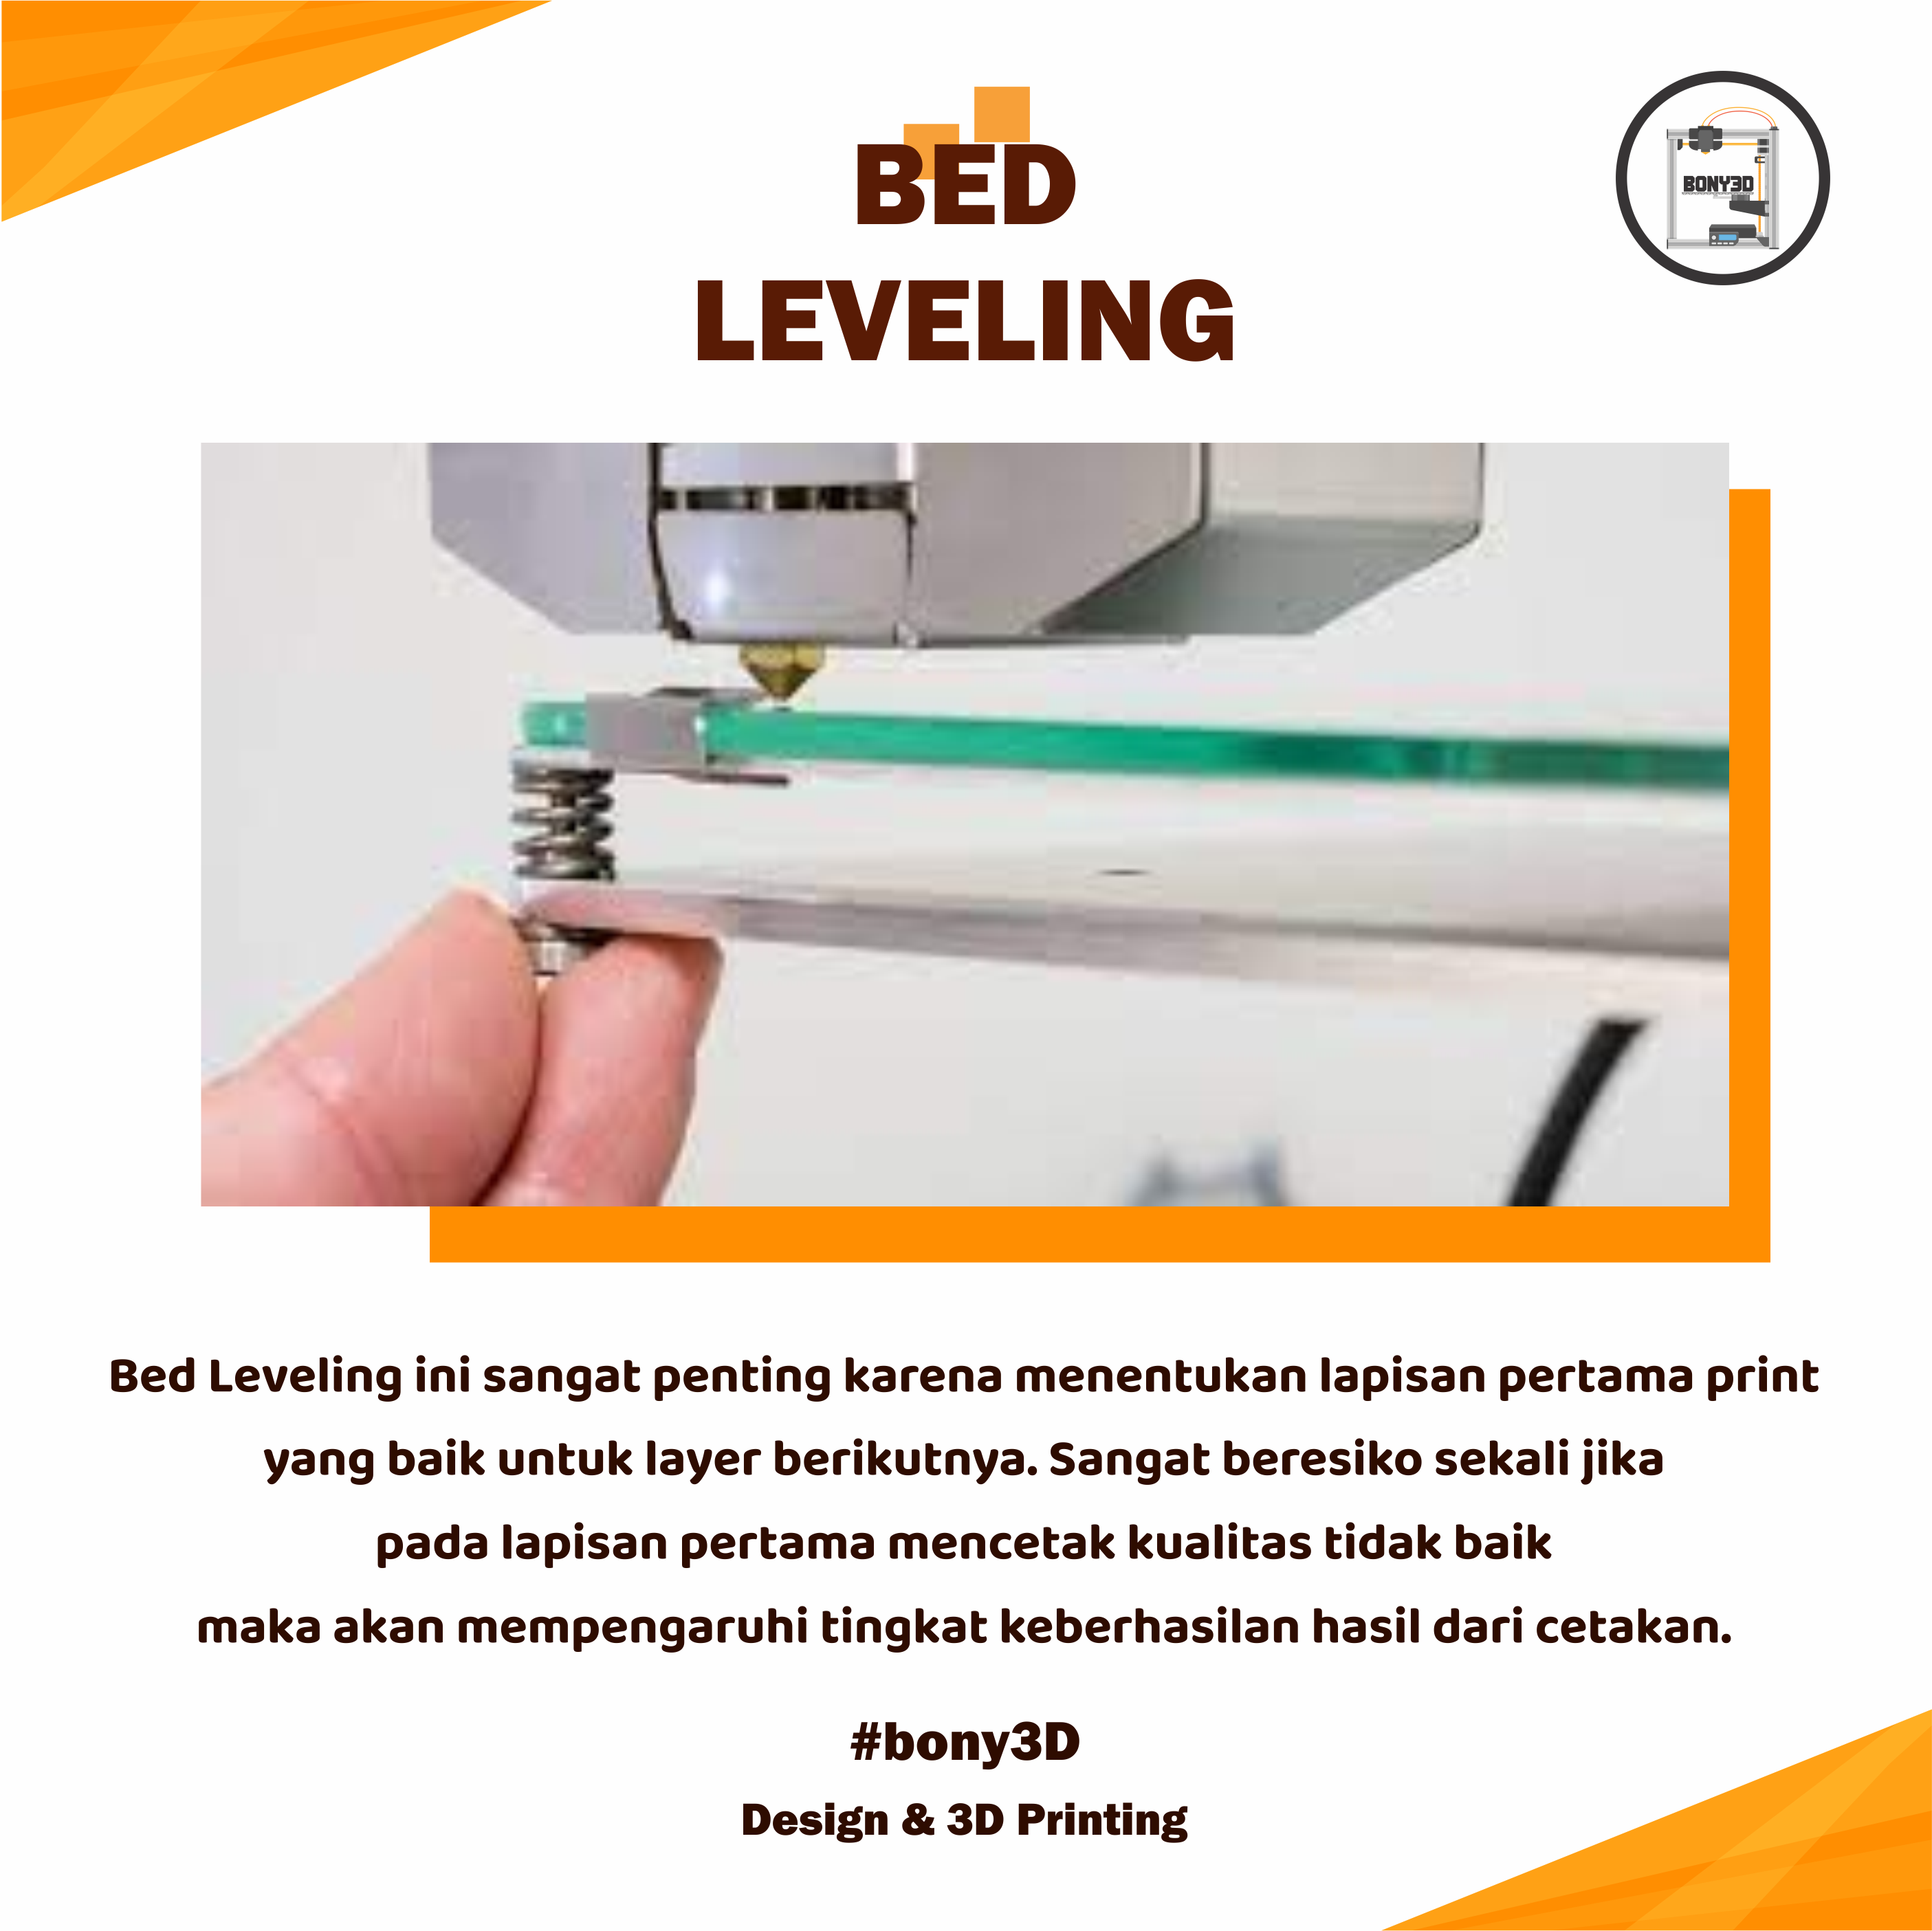 BED
LEVELING
BONY3D
Bed Leveling ini sangat penting karena menentukan lapisan pertama print
yang baik untuk layer berikutnya. Sangat beresiko sekali jika
pada lapisan pertama mencetak kualitas tidak baik
maka akan mempengaruhi tingkat keberhasilan hasil dari cetakan.
#bony3D
Design & 3D Printing